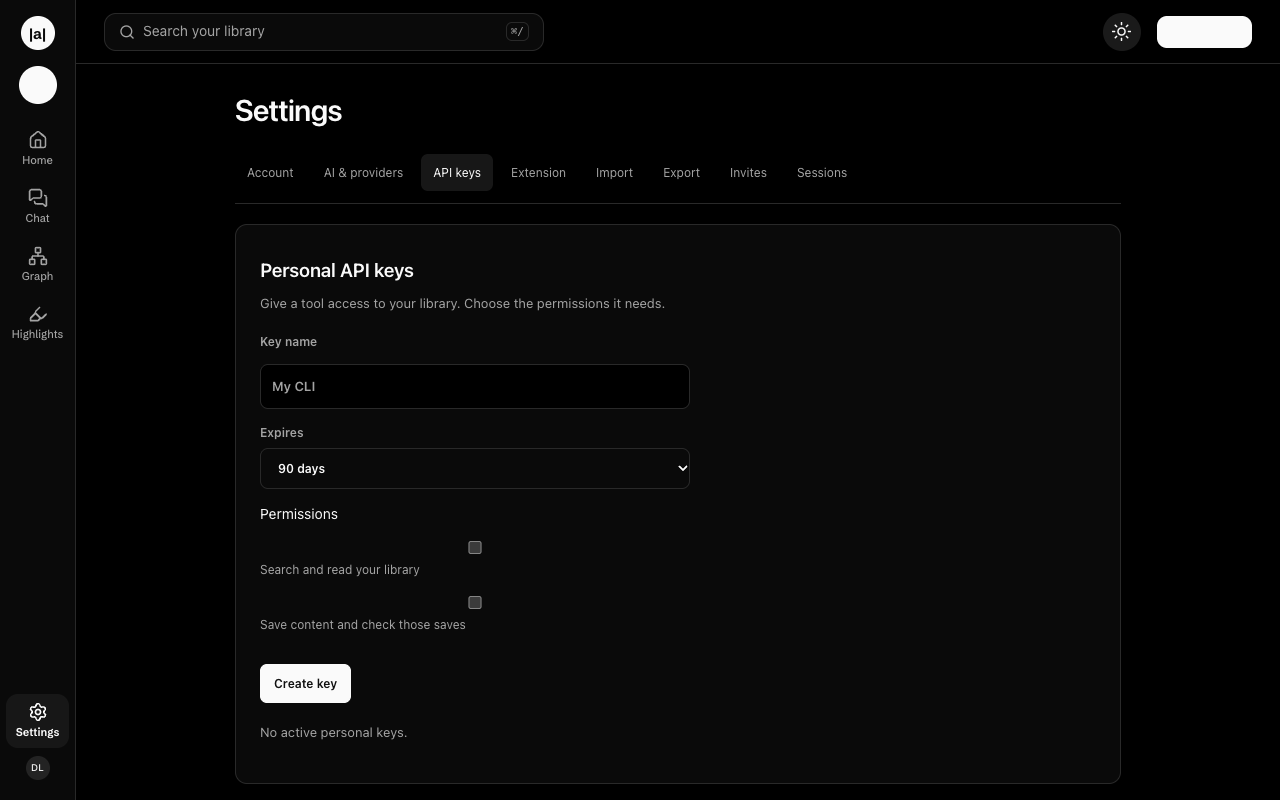 |a|
Search your library
⌘/
Home
Chat
Graph
Highlights
Settings
DL
Settings
Account
AI & providers
API keys
Extension
Import
Export
Invites
Sessions
Personal API keys
Give a tool access to your library. Choose the permissions it needs.
Key name
My CLI
Expires
90 days
Permissions
Search and read your library
Save content and check those saves
Create key
No active personal keys.